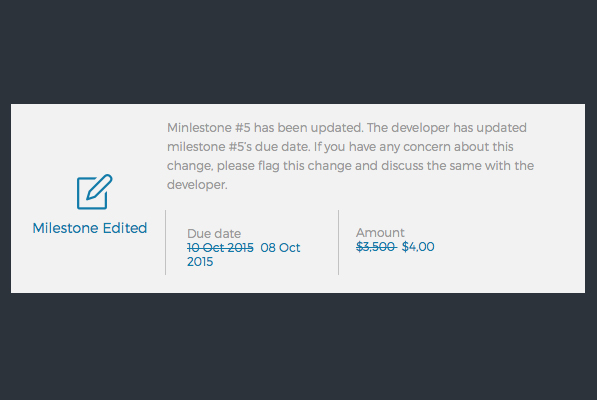 Minlestone #5 has been updated. The developer has updated
milestone #5's due date. If you have any concern about this
change, please flag this change and discuss the same with the
developer.
Milestone Edited
Due date
10 Oct 2015 08 Oct
2015
Amount
$3,500 $4,00